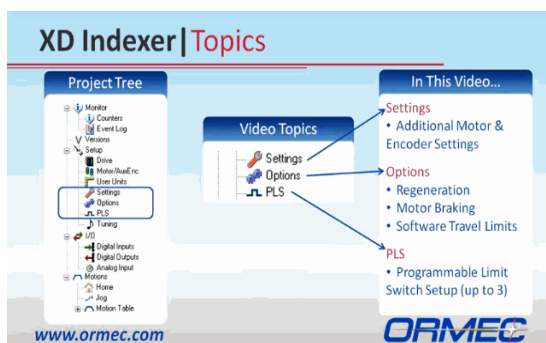 XD Indexer|Topics
Project Tree
Monitor
Counters
Event Log
Versions
Setup
Drive
Motor/AuxEnc
User Units
Settings
Options
PLS
Tuning
I/O
Digital Inputs
Digital Outputs
Analog Input
Motions
Home
Jog
Motion Table
Video Topics
Settings
Options
PLS
In This Video...
Settings
• Additional Motor &
Encoder Settings
Options
• Regeneration
• Motor Braking
• Software Travel Limits
PLS
• Programmable Limit
Switch Setup (up to 3)
www.ormec.com
ORMEC